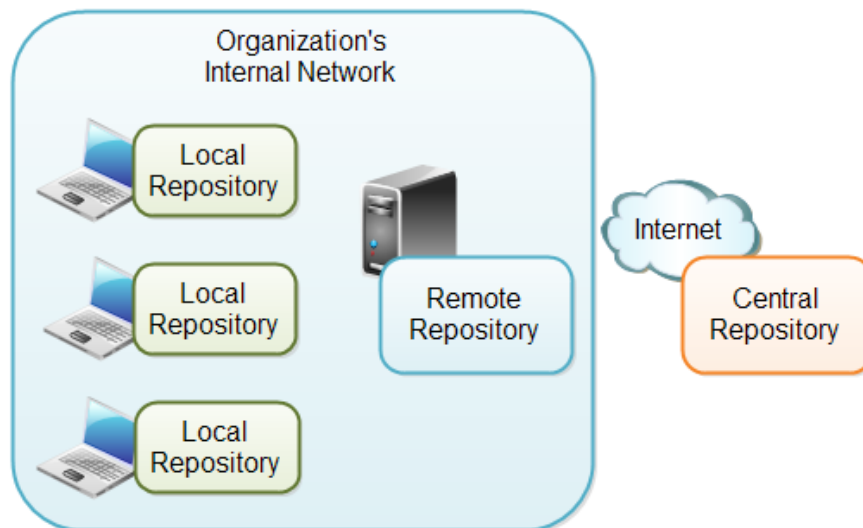 Organization's
Internal Network
Local
Repository
Local
Repository
Local
Repository
Remote
Repository
Internet
Central
Repository